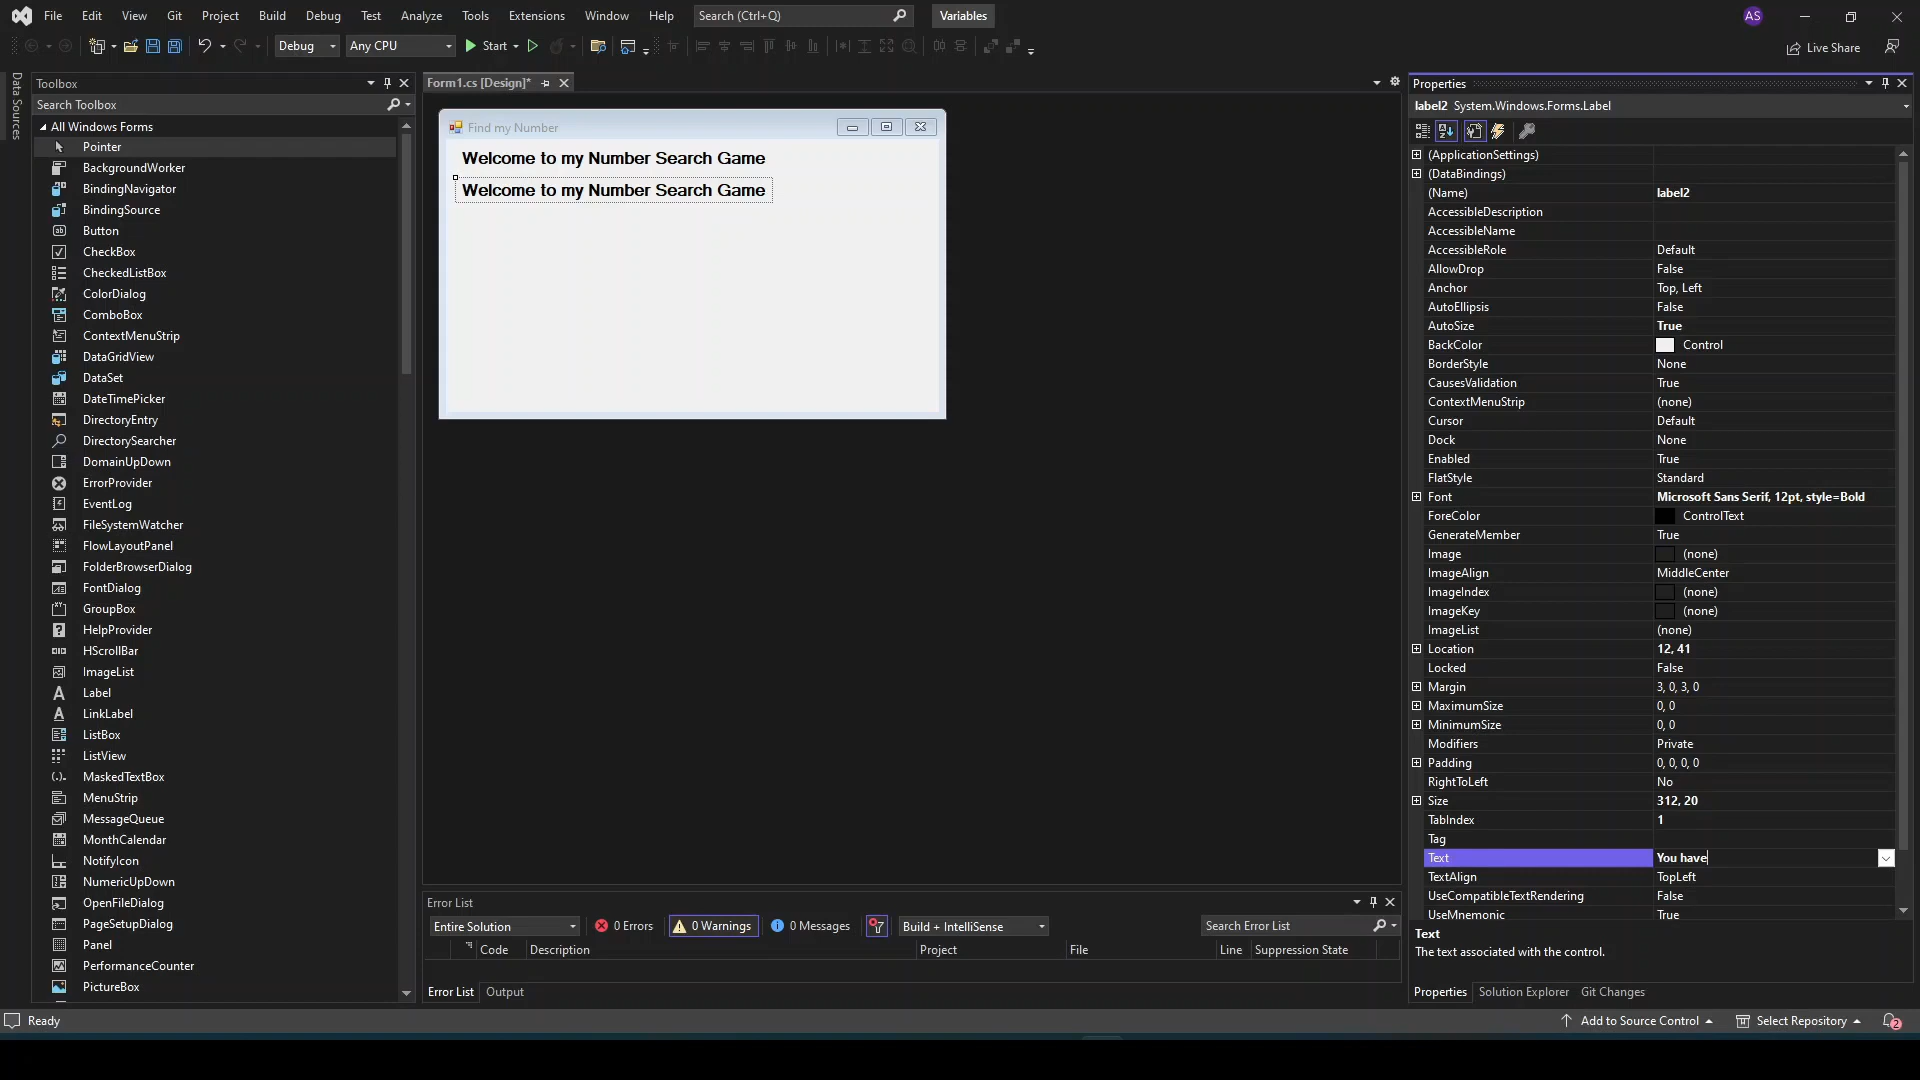 File Edit View Git Project Build Debug Test Analyze Tools Extensions Window Help Search (Ctrl+Q) Variables AS
Debug Any CPU Start Live Share
Data Sources
Toolbox
Search Toolbox
All Windows Forms
Pointer
BackgroundWorker
BindingNavigator
BindingSource
Button
CheckBox
CheckedListBox
ColorDialog
ComboBox
ContextMenuStrip
DataGridView
DataSet
DateTimePicker
DirectoryEntry
DirectorySearcher
DomainUpDown
ErrorProvider
EventLog
FileSystemWatcher
FlowLayoutPanel
FolderBrowserDialog
FontDialog
GroupBox
HelpProvider
HScrollBar
ImageList
Label
LinkLabel
ListBox
ListView
MaskedTextBox
MenuStrip
MessageQueue
MonthCalendar
NotifyIcon
NumericUpDown
OpenFileDialog
PageSetupDialog
Panel
PerformanceCounter
PictureBox
Form1.cs [Design]*
Find my Number
Welcome to my Number Search Game
Welcome to my Number Search Game
Error List
Entire Solution 0 Errors 0 Warnings 0 Messages Build + IntelliSense Search Error List
Code Description Project File Line Suppression State
Error List Output
Properties
label2 System.Windows.Forms.Label
(ApplicationSettings)
(DataBindings)
(Name) label2
AccessibleDescription
AccessibleName
AccessibleRole Default
AllowDrop False
Anchor Top, Left
AutoEllipsis False
AutoSize True
BackColor Control
BorderStyle None
CausesValidation True
ContextMenuStrip (none)
Cursor Default
Dock None
Enabled True
FlatStyle Standard
Font Microsoft Sans Serif, 12pt, style=Bold
ForeColor ControlText
GenerateMember True
Image (none)
ImageAlign MiddleCenter
ImageIndex (none)
ImageKey (none)
ImageList (none)
Location 12, 41
Locked False
Margin 3, 0, 3, 0
MaximumSize 0, 0
MinimumSize 0, 0
Modifiers Private
Padding 0, 0, 0, 0
RightToLeft No
Size 312, 20
TabIndex 1
Tag
Text You have
TextAlign TopLeft
UseCompatibleTextRendering False
UseMnemonic True
Text
The text associated with the control.
Properties Solution Explorer Git Changes
Ready Add to Source Control Select Repository 2